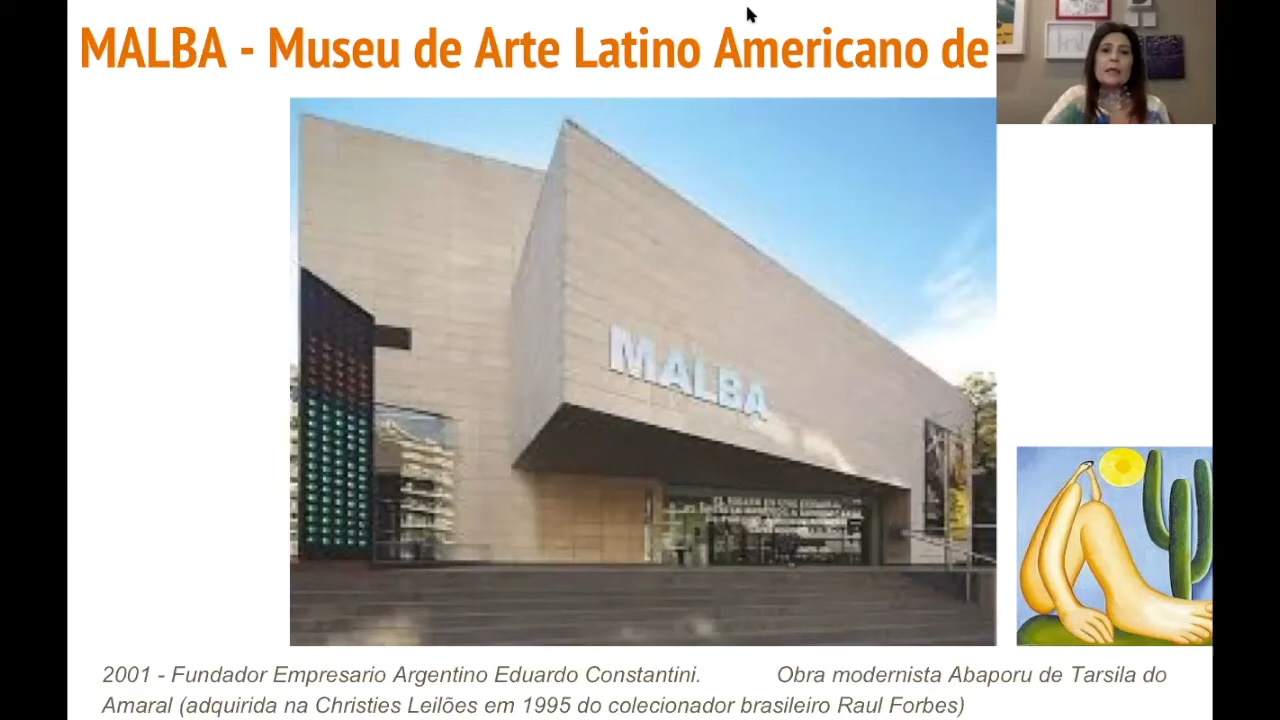 MALBA - Museu de Arte Latino Americano de
MALBA
2001 - Fundador Empresario Argentino Eduardo Constantini. Obra modernista Abaporu de Tarsila do
Amaral (adquirida na Christies Leilões em 1995 do colecionador brasileiro Raul Forbes)